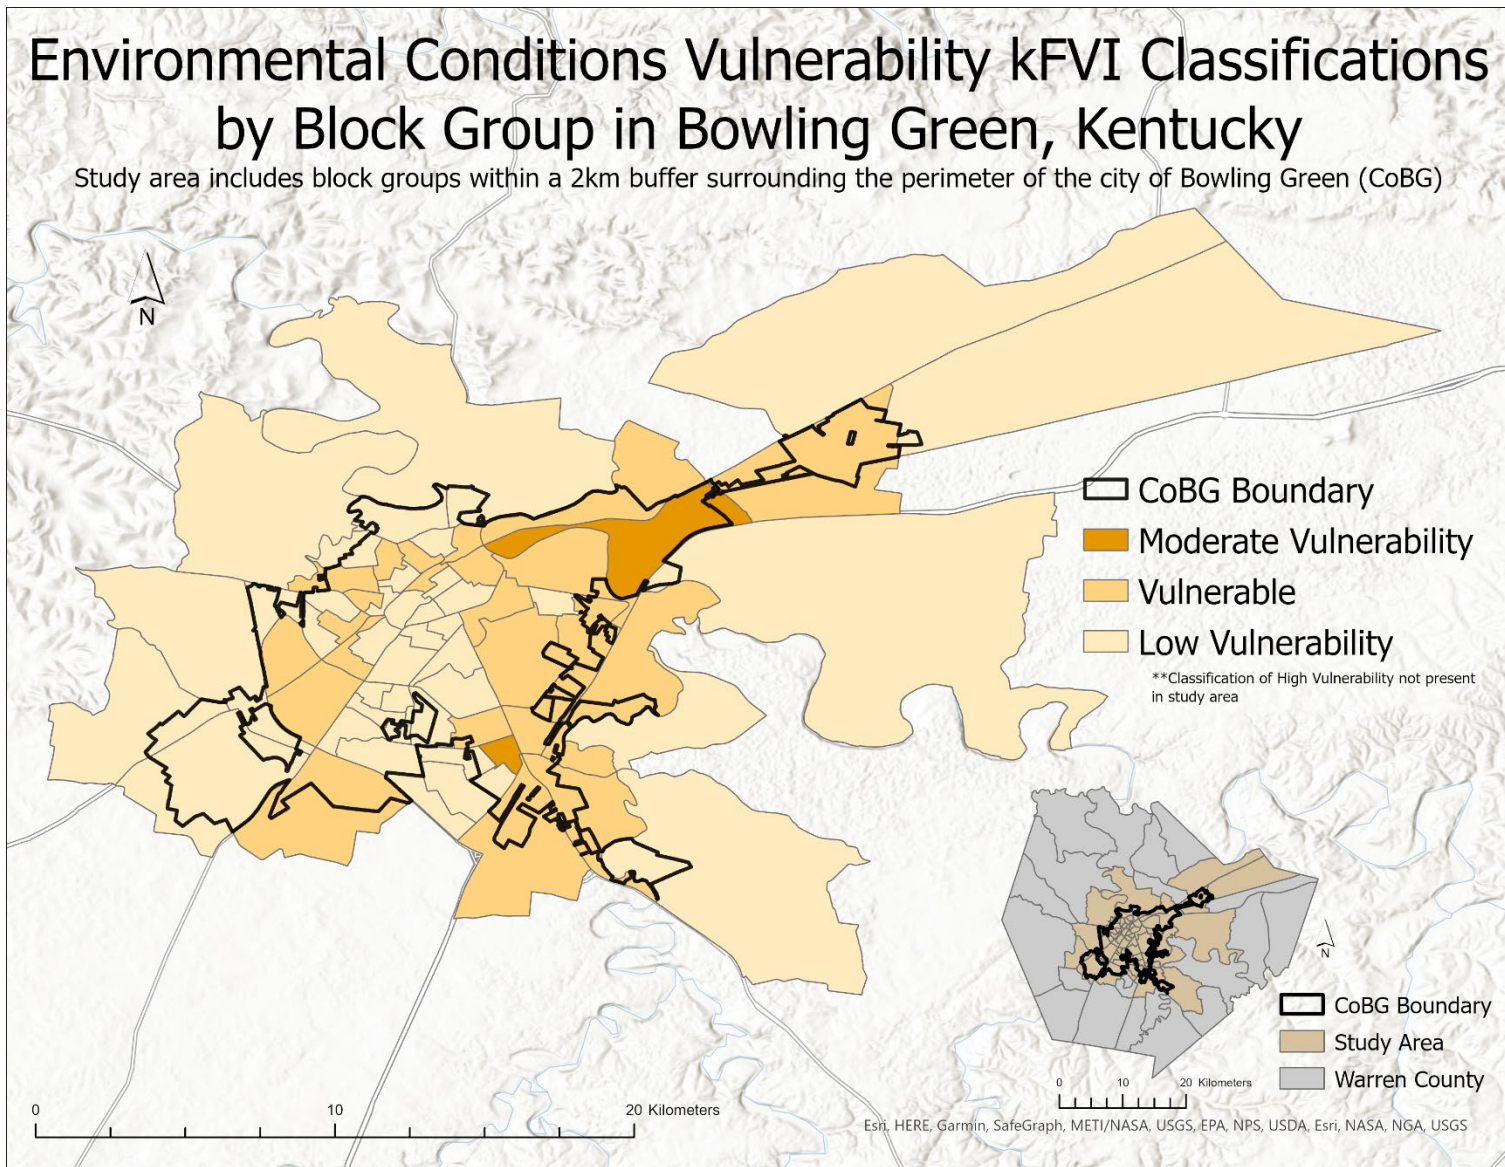 Environmental Conditions Vulnerability kFVI Classifications
by Block Group in Bowling Green, Kentucky
Study area includes block groups within a 2km buffer surrounding the perimeter of the city of Bowling Green (CoBG)
N
CoBG Boundary
Moderate Vulnerability
Vulnerable
Low Vulnerability
**Classification of High Vulnerability not present
in study area
N
CoBG Boundary
Study Area
Warren County
0 10 20 Kilometers
0 10 20 Kilometers
Esri, HERE, Garmin, SafeGraph, METI/NASA, USGS, EPA, NPS, USDA, Esri, NASA, NGA, USGS